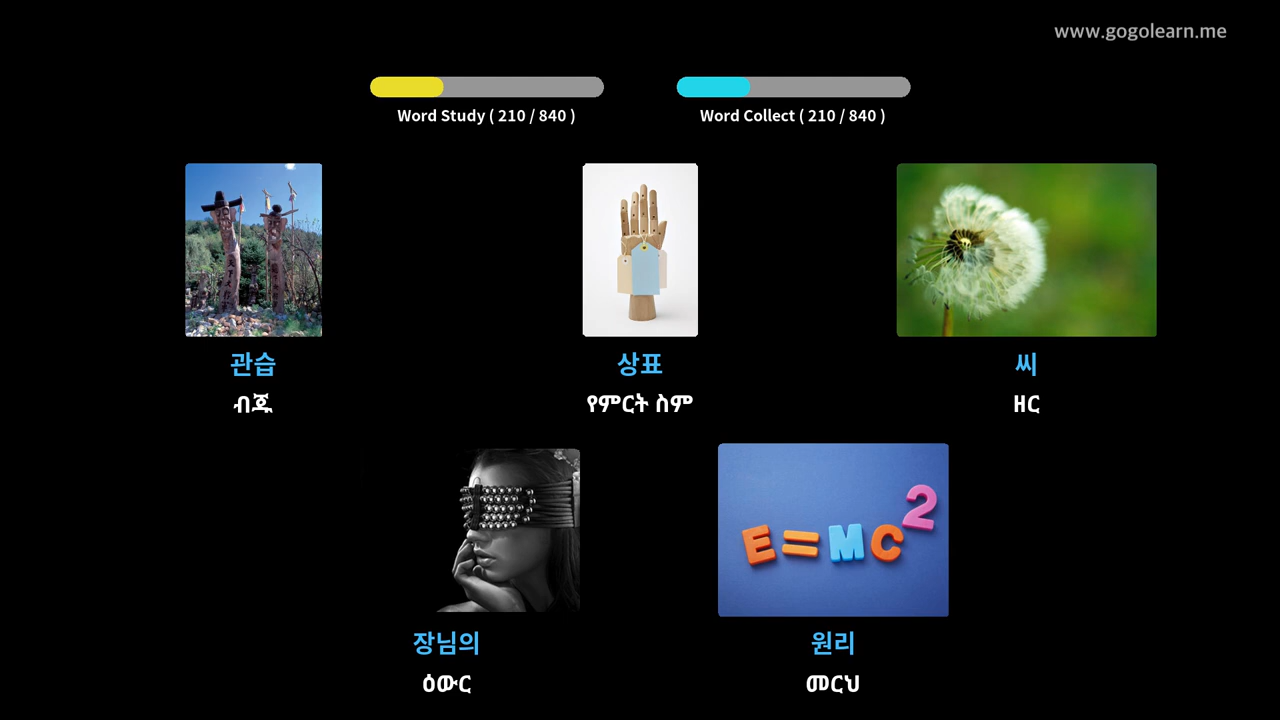 www.gogolearn.me
Word Study ( 210 / 840 )
Word Collect ( 210 / 840 )
관습
ብጁ
상표
የምርት ስም
씨
ዘር
E=MC2
장님의
ዕውር
원리
መርህ